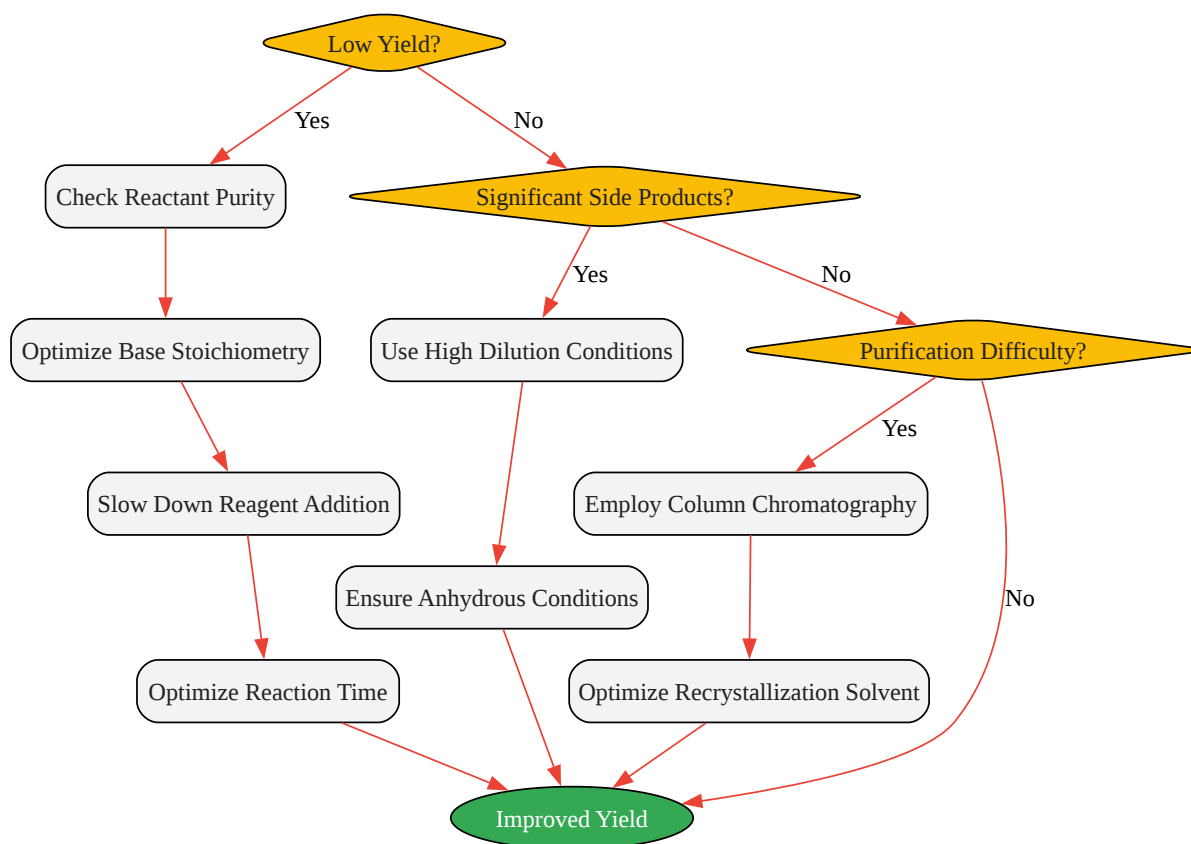 Low Yield?
Yes
No
Check Reactant Purity
Significant Side Products?
Yes
No
Optimize Base Stoichiometry
Use High Dilution Conditions
Purification Difficulty?
Yes
Slow Down Reagent Addition
Employ Column Chromatography
Ensure Anhydrous Conditions
No
Optimize Reaction Time
Optimize Recrystallization Solvent
Improved Yield